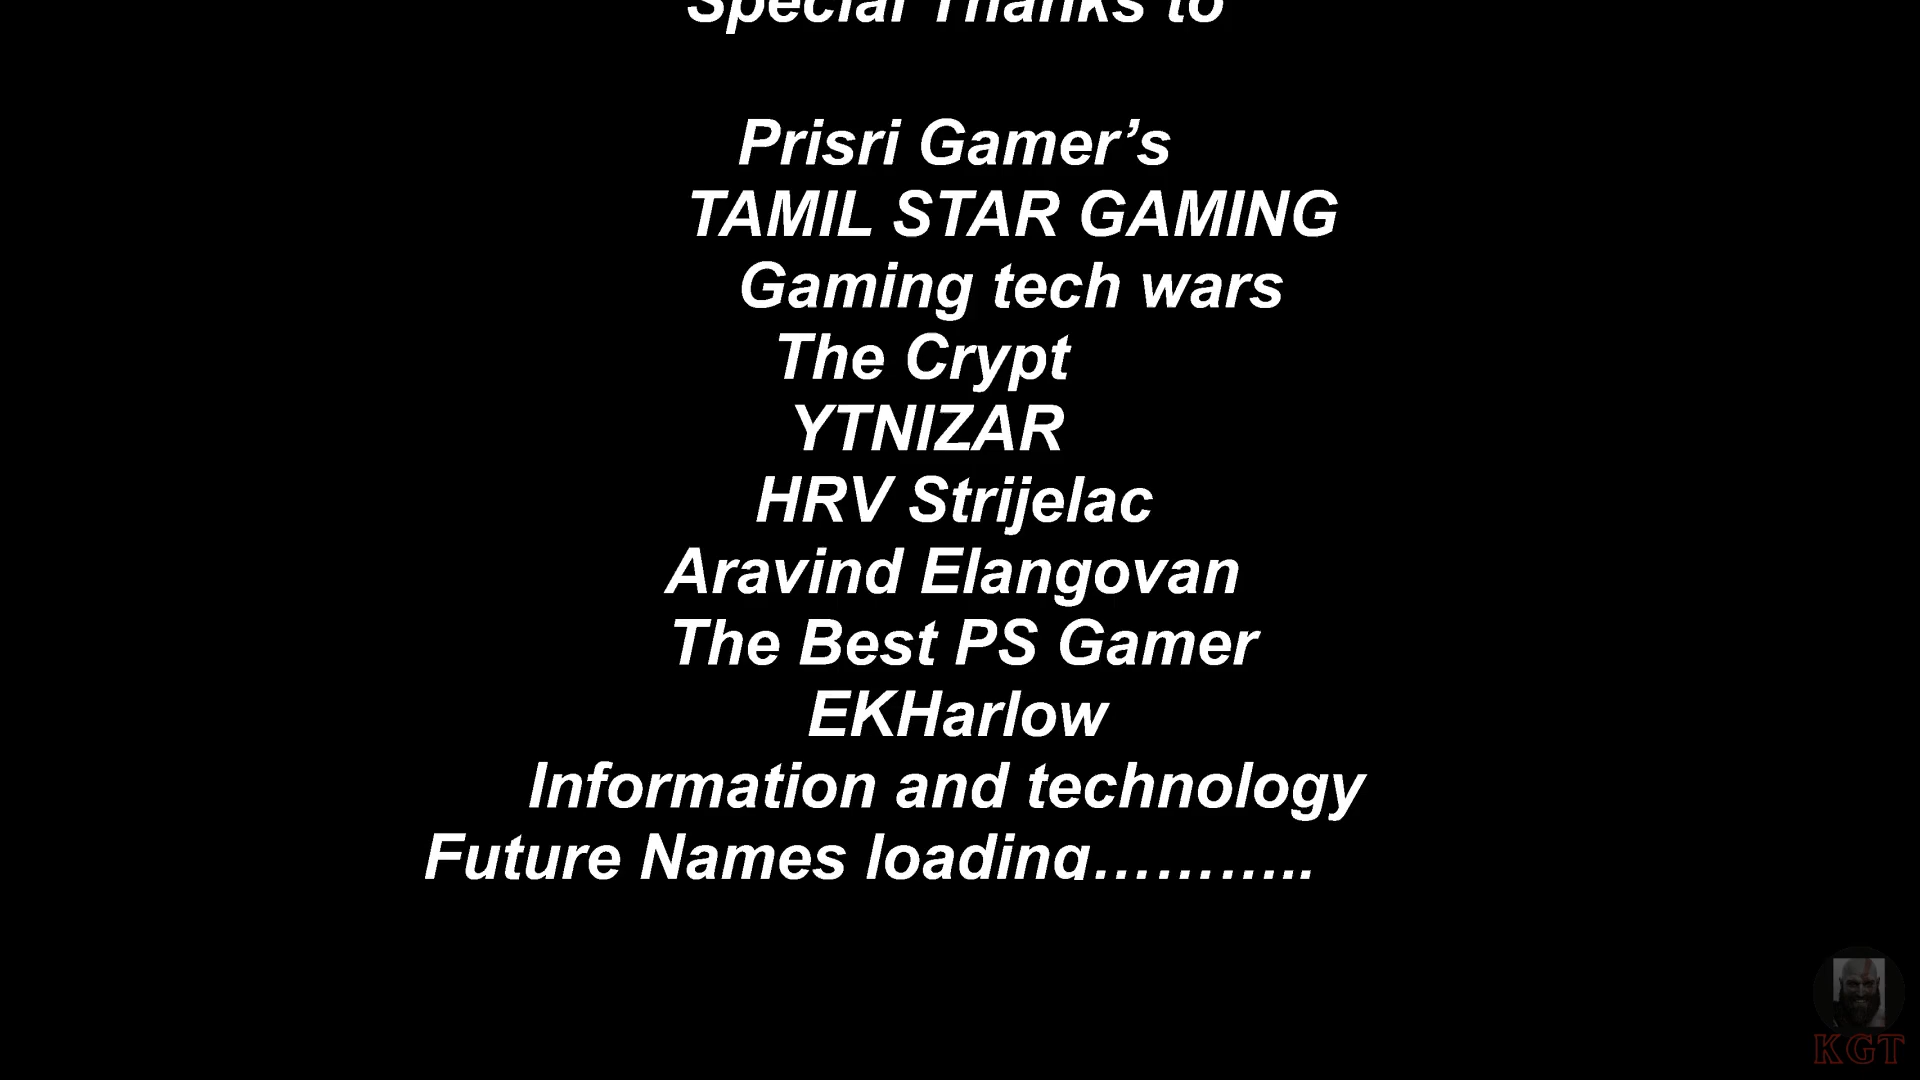 Special Thanks to
Prisri Gamer’s
TAMIL STAR GAMING
Gaming tech wars
The Crypt
YTNIZAR
HRV Strijelac
Aravind Elangovan
The Best PS Gamer
EKHarlow
Information and technology
Future Names loading………..
KGT